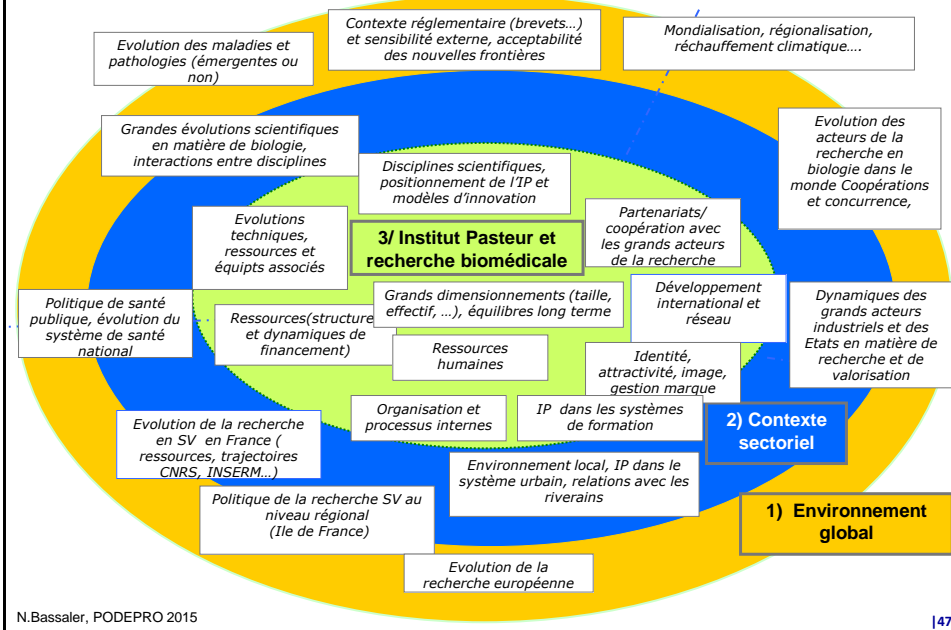 Contexte réglementaire (brevets…)
et sensibilité externe, acceptabilité
des nouvelles frontières
Mondialisation, régionalisation,
réchauffement climatique….
Evolution des maladies et
pathologies (émergentes ou
non)
Grandes évolutions scientifiques
en matière de biologie,
interactions entre disciplines
Evolution des
acteurs de la
recherche en
biologie dans le
monde Coopérations
et concurrence,
Disciplines scientifiques,
positionnement de l'IP et
modèles d'innovation
Evolutions
techniques,
ressources et
équipts associés
3/ Institut Pasteur et
recherche biomédicale
Partenariats/
coopération avec
les grands acteurs
de la recherche
Politique de santé
publique, évolution du
système de santé
national
Ressources(structure
et dynamiques de
financement)
Grands dimensionnements (taille,
effectif, …), équilibres long terme
Développement
international et
réseau
Dynamiques des
grands acteurs
industriels et des
Etats en matière de
recherche et de
valorisation
Ressources
humaines
Identité,
attractivité, image,
gestion marque
Evolution de la recherche
en SV en France (
ressources, trajectoires
CNRS, INSERM…)
Organisation et
processus internes
IP dans les systèmes
de formation
2) Contexte
sectoriel
Environnement local, IP dans le
système urbain, relations avec les
riverains
Politique de la recherche SV au
niveau régional
(Ile de France)
1) Environnement
global
Evolution de la
recherche européenne
N.Bassaler, PODEPRO 2015
|47